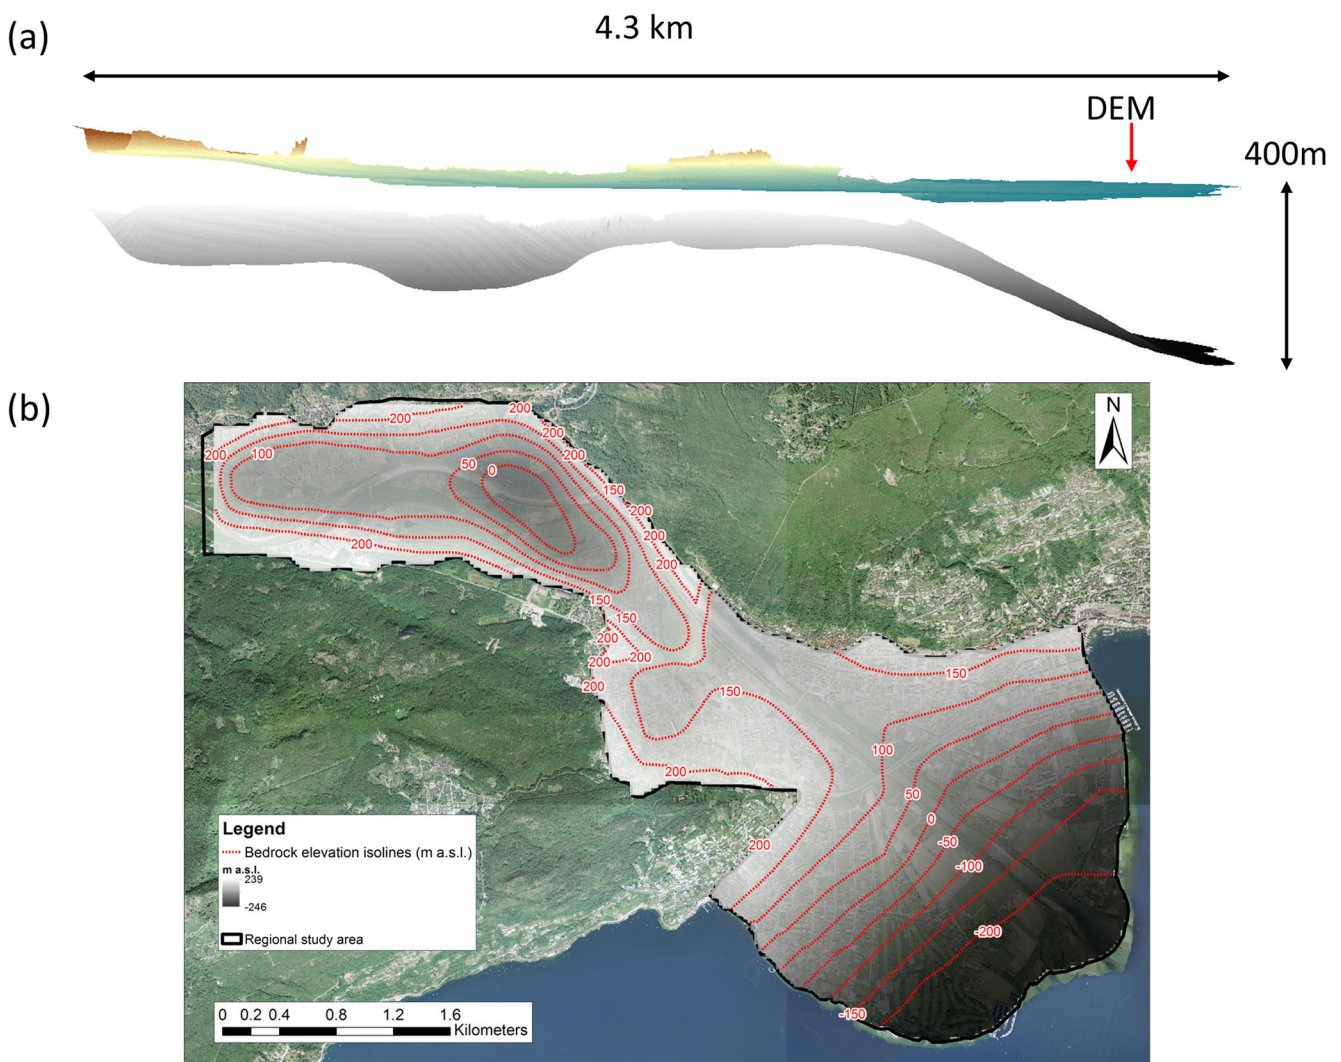 (a)
4.3 km
DEM
400m
(b)
N
200
200
200
200
200
100
50
0
150
200
200
200
200
150
150
200
200
200
200
150
150
200
100
50
0
-50
-100
200
-200
-150
Legend
Bedrock elevation isolines (m a.s.l.)
m a.s.l.
239
-246
Regional study area
0 0.2 0.4 0.8 1.2 1.6
Kilometers